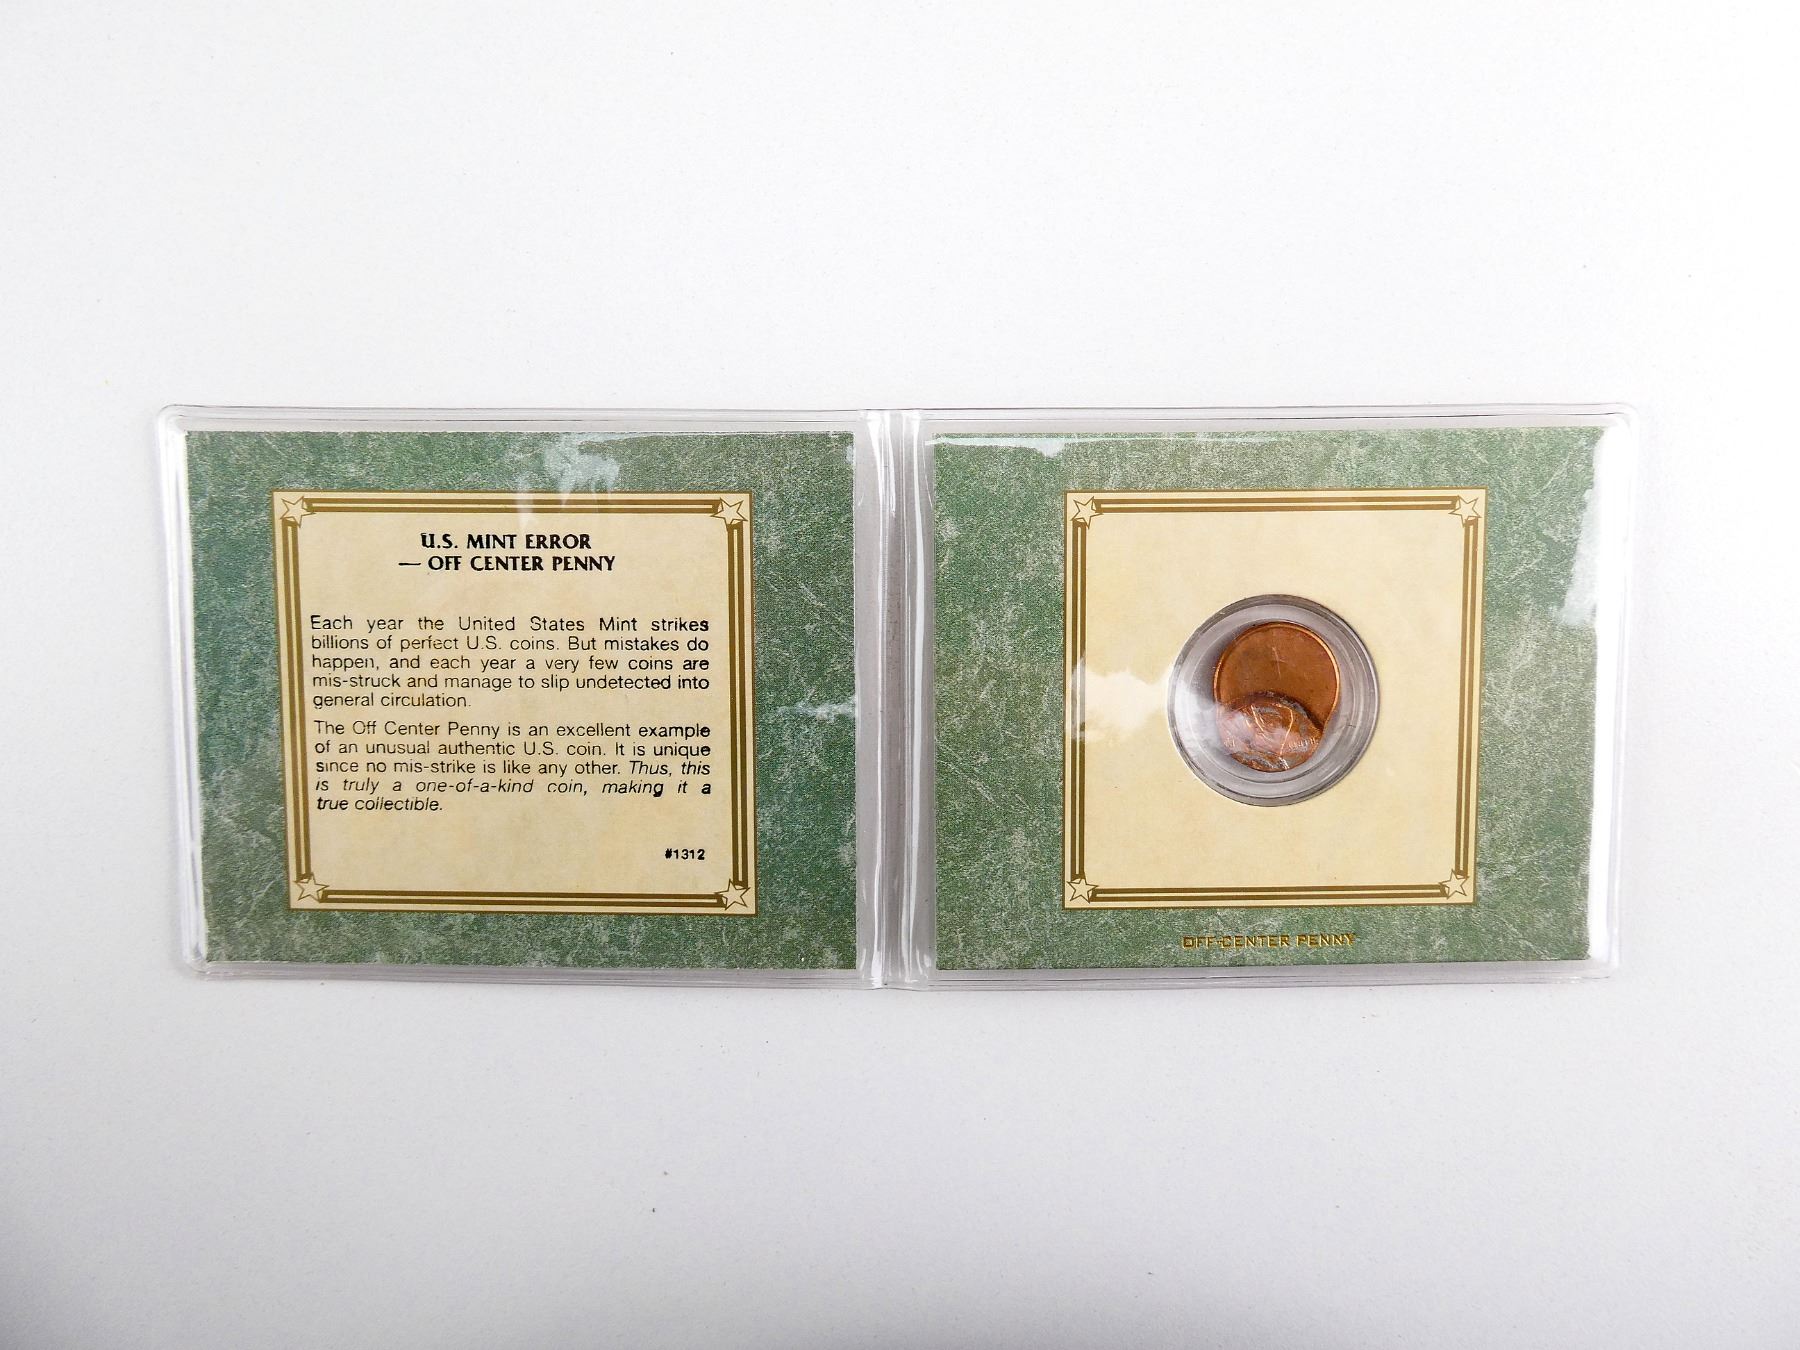 U.S. MINT ERROR
— OFF CENTER PENNY
Each year the United States Mint strikes
billions of perfect U.S. coins. But mistakes do
happen, and each year a very few coins are
mis-struck and manage to slip undetected into
general circulation.
The Off Center Penny is an excellent example
of an unusual authentic U.S. coin. It is unique
since no mis-strike is like any other. Thus, this
is truly a one-of-a-kind coin, making it a
true collectible.
#1312
OFF-CENTER PENNY